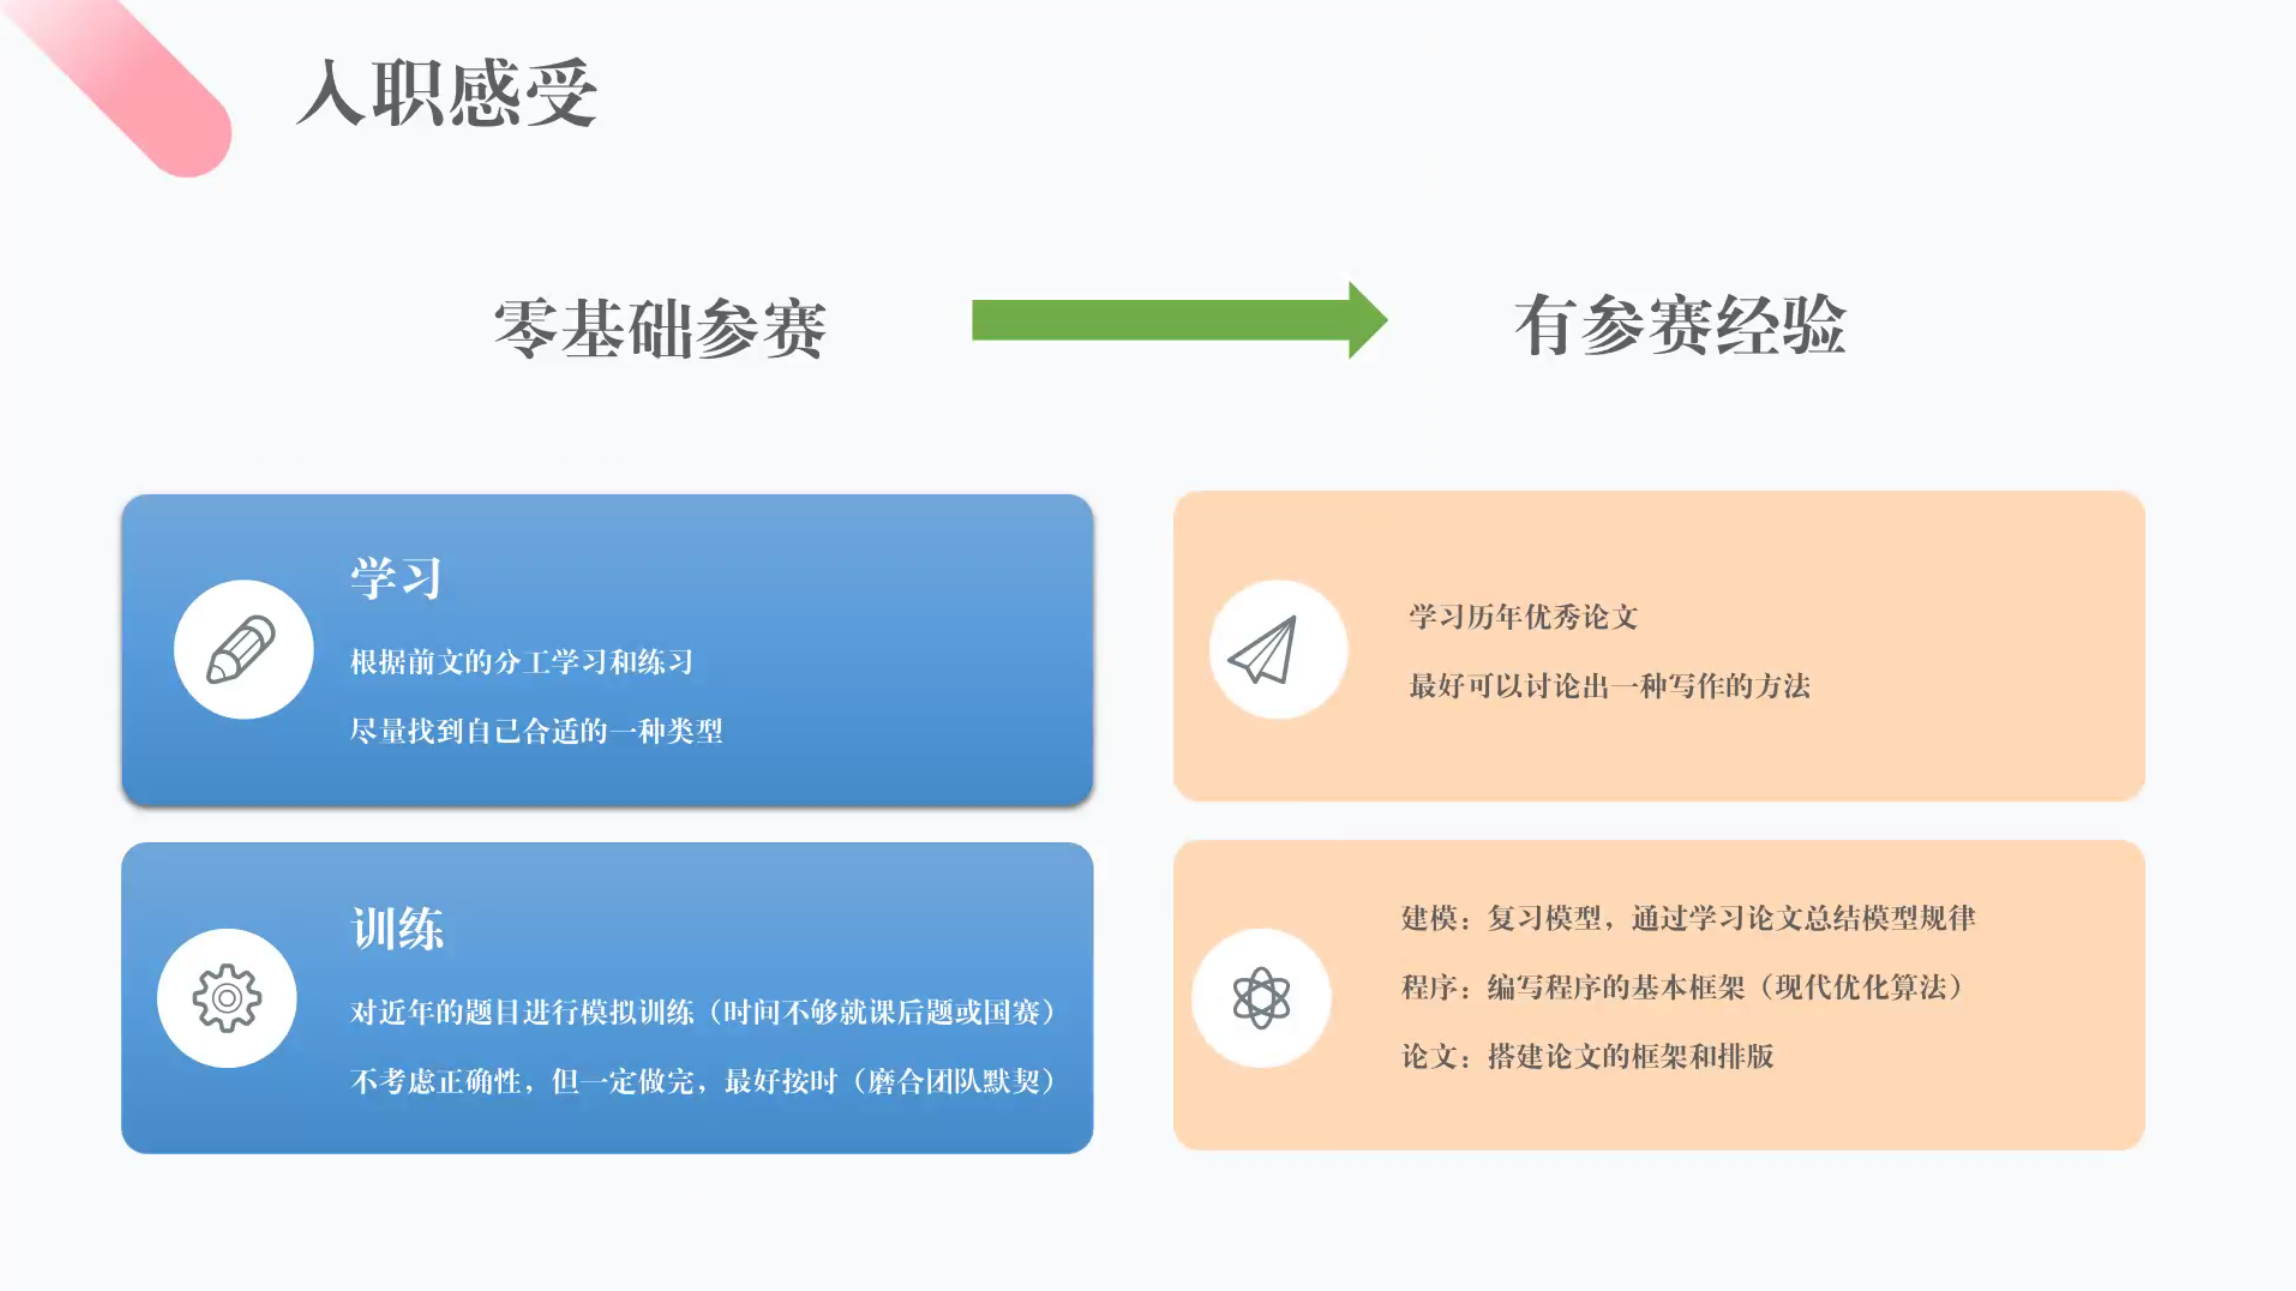 入职感受
零基础参赛
有参赛经验
学习
根据前文的分工学习和练习
尽量找到自己合适的一种类型
学习历年优秀论文
最好可以讨论出一种写作的方法
训练
对近年的题目进行模拟训练（时间不够就课后题或国赛）
不考虑正确性，但一定做完，最好按时（磨合团队默契）
建模：复习模型，通过学习论文总结模型规律
程序：编写程序的基本框架（现代优化算法）
论文：搭建论文的框架和排版